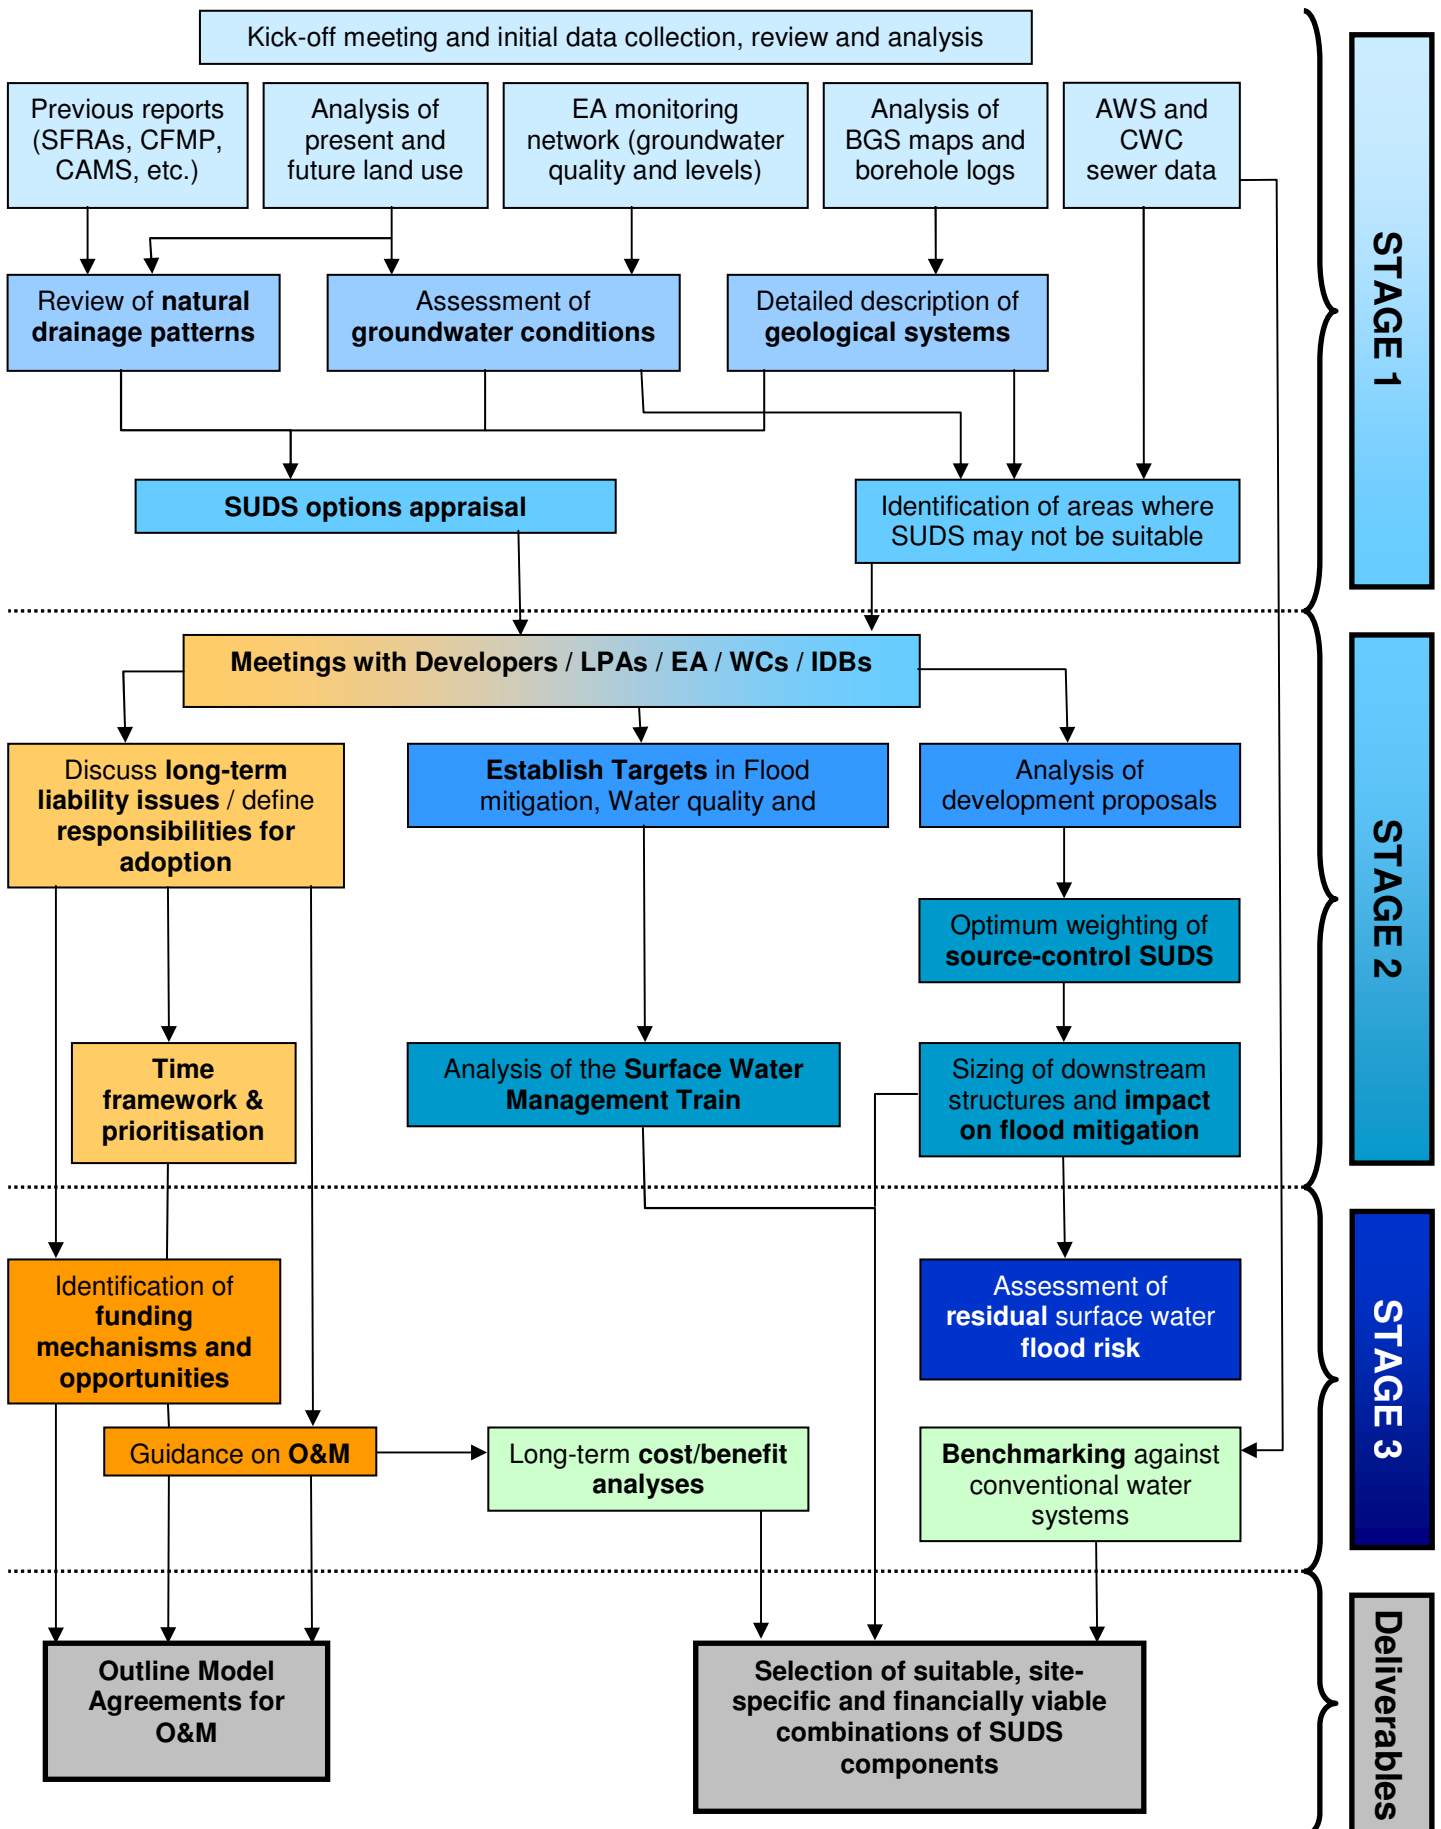 Kick-off meeting and initial data collection, review and analysis
Previous reports
(SFRAs, CFMP,
CAMS, etc.)
Analysis of
present and
future land use
EA monitoring
network (groundwater
quality and levels)
Analysis of
BGS maps and
borehole logs
AWS and
CWC
sewer data
STAGE 1
Review of natural
drainage patterns
Assessment of
groundwater conditions
Detailed description of
geological systems
SUDS options appraisal
Identification of areas where
SUDS may not be suitable
Meetings with Developers / LPAs / EA / WCs / IDBs
STAGE 2
Discuss long-term
liability issues / define
responsibilities for
adoption
Establish Targets in Flood
mitigation, Water quality and
Analysis of
development proposals
Optimum weighting of
source-control SUDS
Time
framework &
prioritisation
Analysis of the Surface Water
Management Train
Sizing of downstream
structures and impact
on flood mitigation
STAGE 3
Identification of
funding
mechanisms and
opportunities
Assessment of
residual surface water
flood risk
Guidance on O&M
Long-term cost/benefit
analyses
Benchmarking against
conventional water
systems
Deliverables
Outline Model
Agreements for
O&M
Selection of suitable, site-
specific and financially viable
combinations of SUDS
components